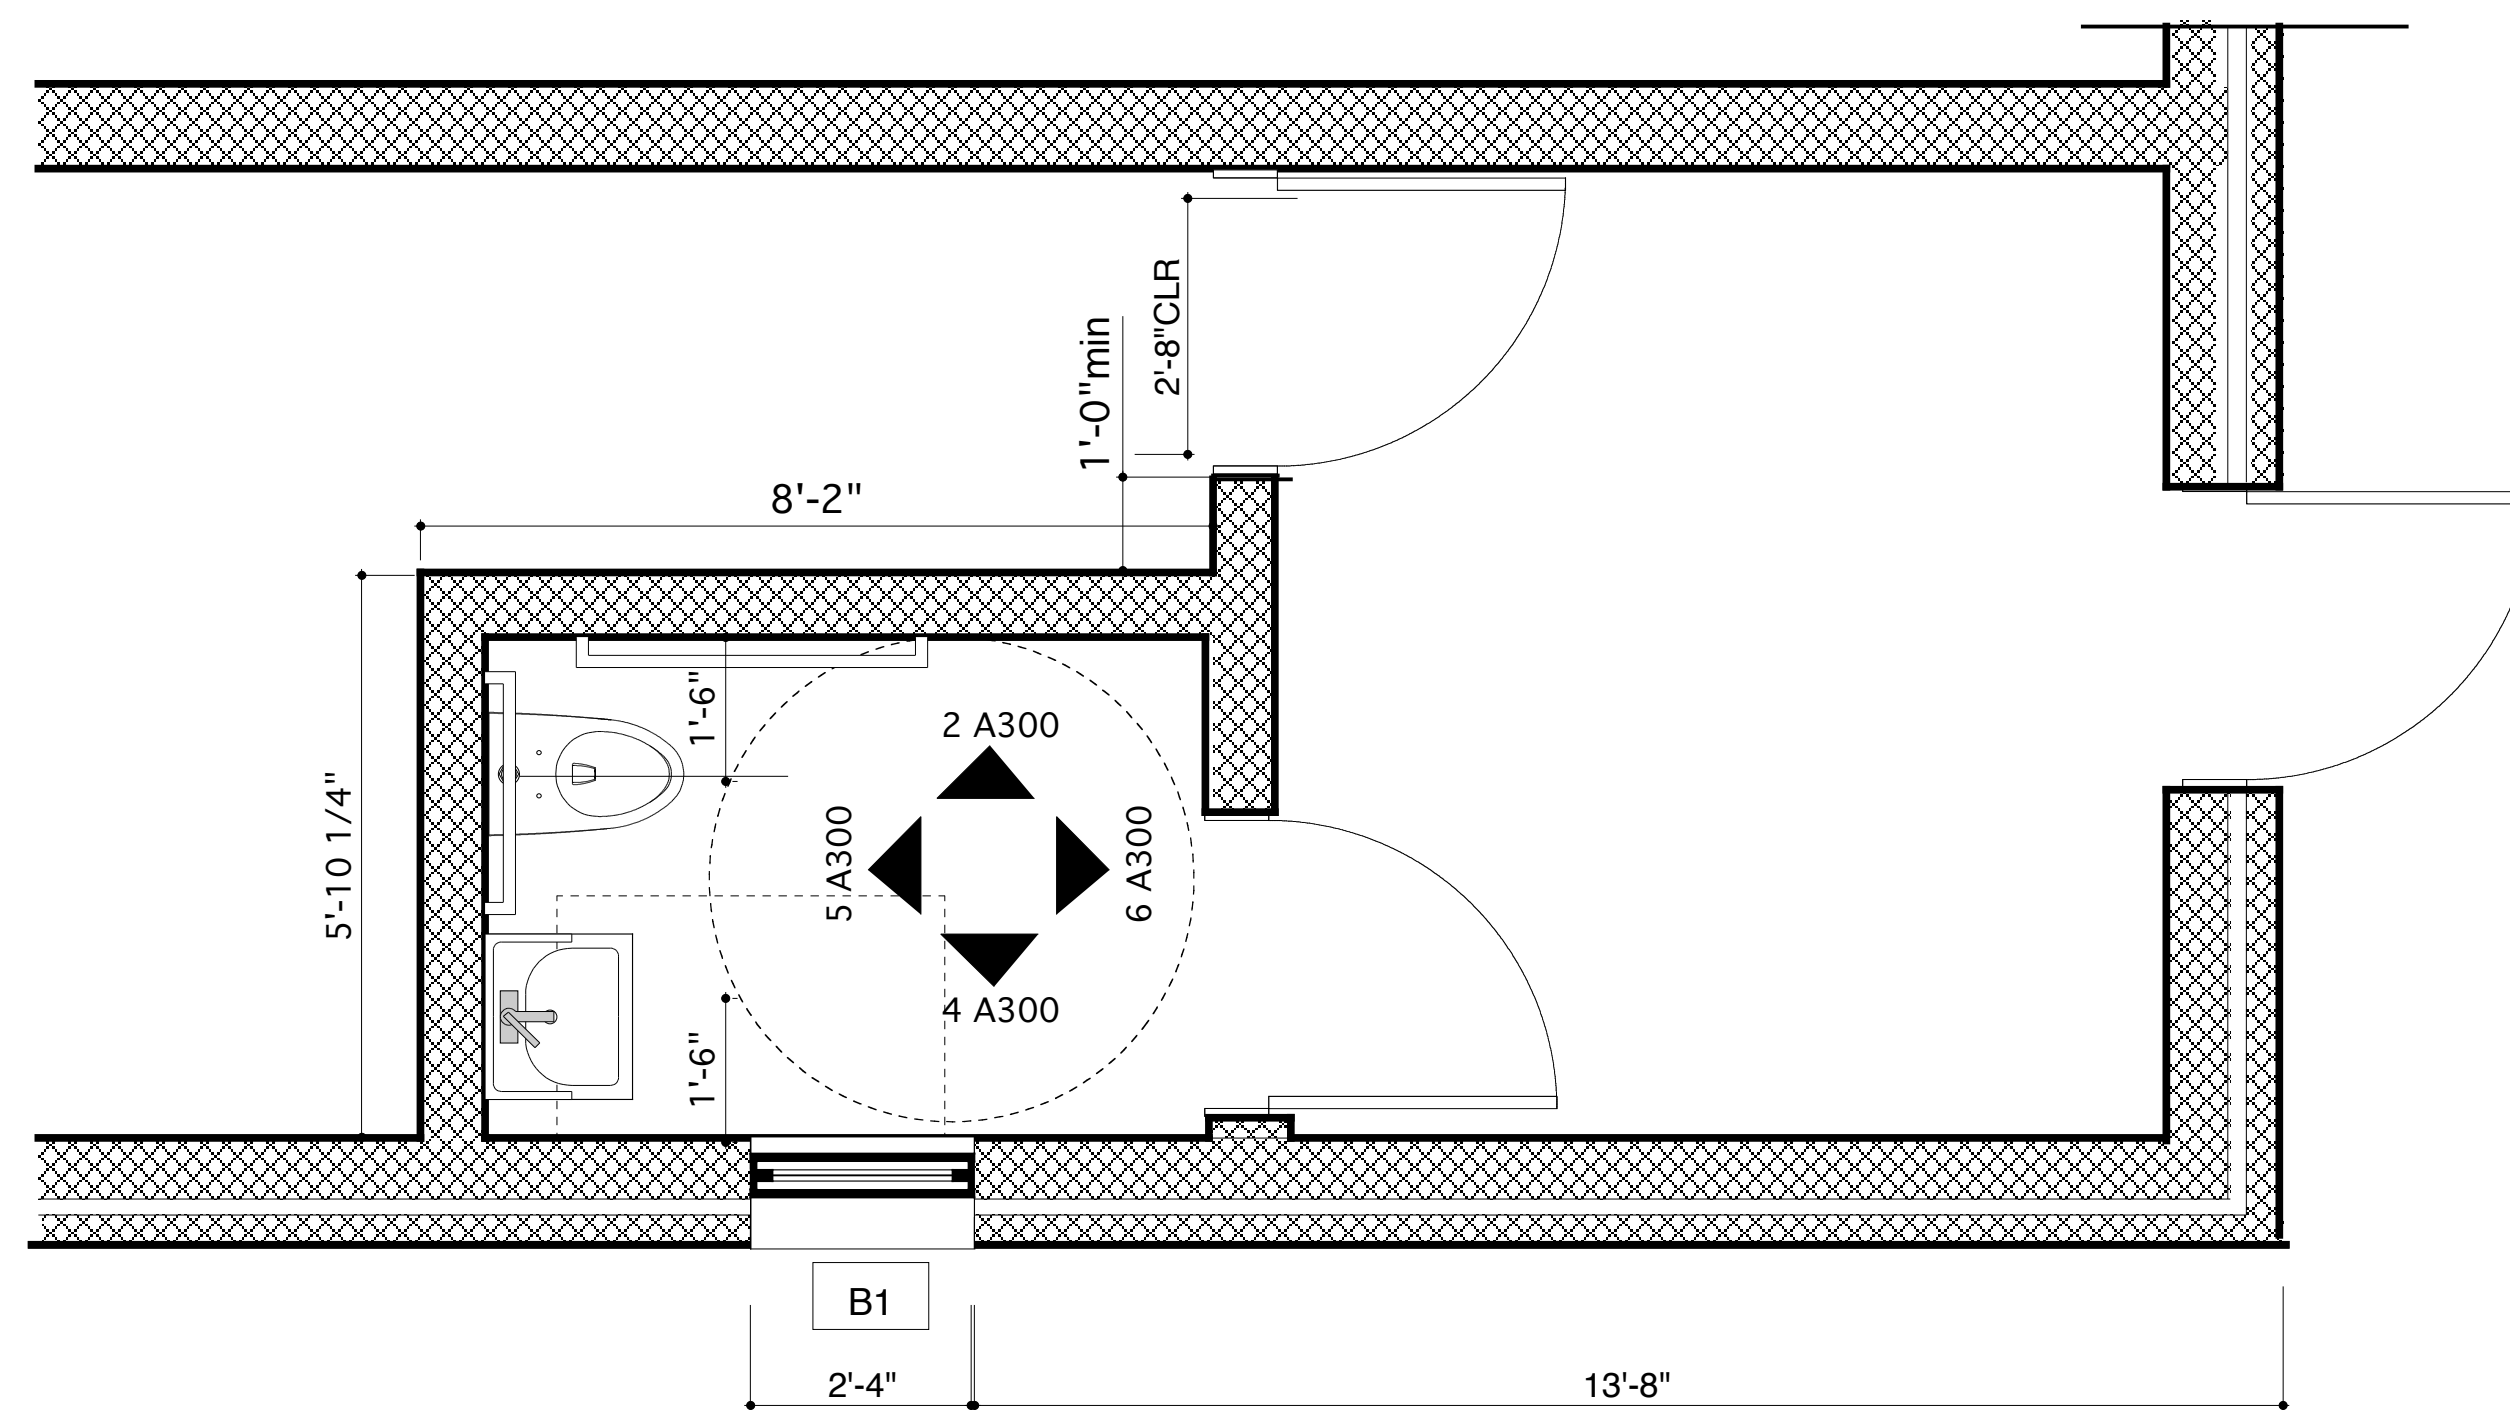 2'-8"CLR
1'-0"min
8'-2"
1'-6"
2 A300
5'-10 1/4"
5 A300
6 A300
4 A300
1'-6"
B1
2'-4"
13'-8"